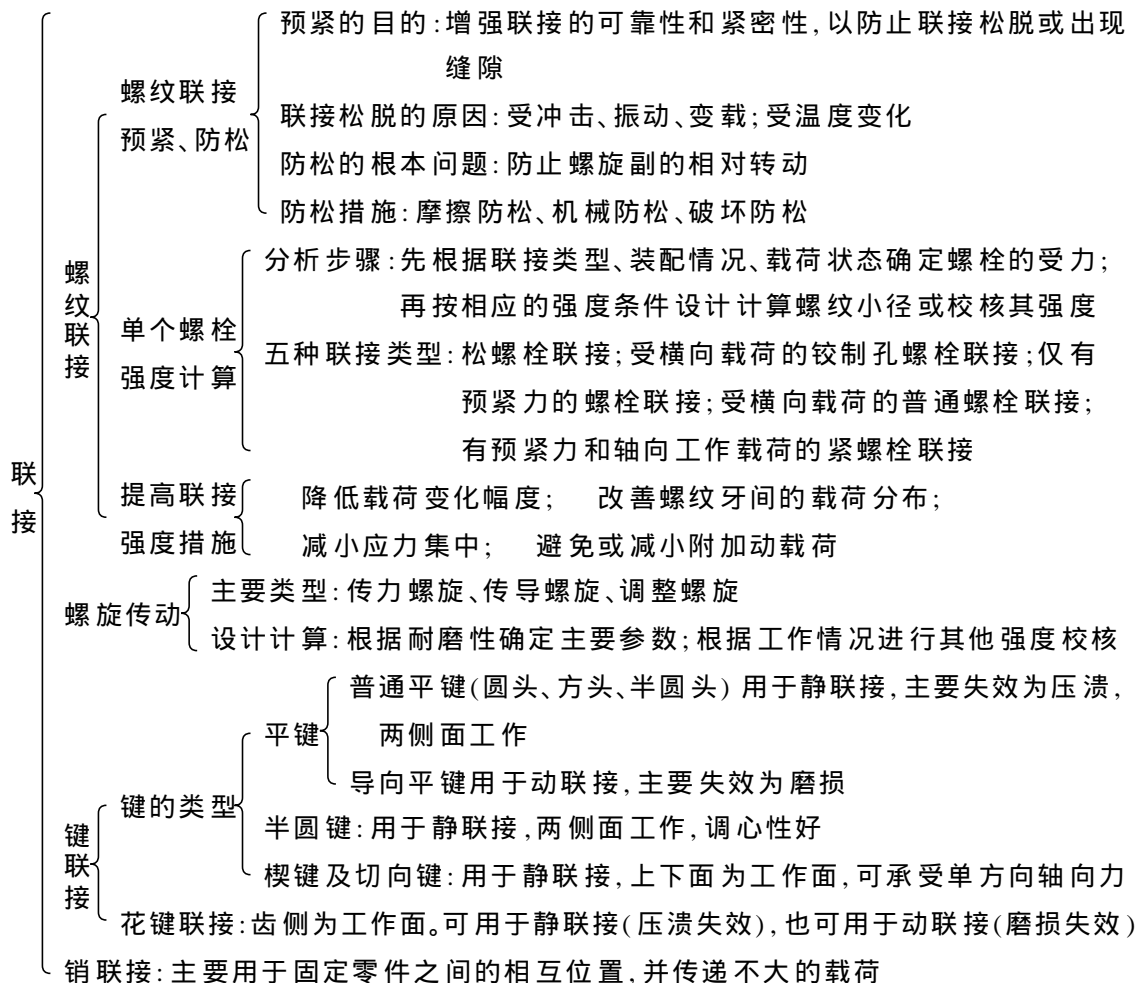 预紧的目的:增强联接的可靠性和紧密性,以防止联接松脱或出现
缝隙
螺纹联接
预紧、防松
联接松脱的原因:受冲击、振动、变载;受温度变化
防松的根本问题:防止螺旋副的相对转动
防松措施:摩擦防松、机械防松、破坏防松
螺纹联接
分析步骤:先根据联接类型、装配情况、载荷状态确定螺栓的受力;
再按相应的强度条件设计计算螺纹小径或校核其强度
单个螺栓
强度计算
五种联接类型:松螺栓联接;受横向载荷的铰制孔螺栓联接;仅有
预紧力的螺栓联接;受横向载荷的普通螺栓联接;
有预紧力和轴向工作载荷的紧螺栓联接
联接
提高联接
强度措施
降低载荷变化幅度; 改善螺纹牙间的载荷分布;
减小应力集中; 避免或减小附加动载荷
螺旋传动
主要类型:传力螺旋、传导螺旋、调整螺旋
设计计算:根据耐磨性确定主要参数;根据工作情况进行其他强度校核
键联接
键的类型
平键
普通平键(圆头、方头、半圆头)用于静联接,主要失效为压溃,
两侧面工作
导向平键用于动联接,主要失效为磨损
半圆键:用于静联接,两侧面工作,调心性好
楔键及切向键:用于静联接,上下面为工作面,可承受单方向轴向力
花键联接:齿侧为工作面。可用于静联接(压溃失效),也可用于动联接(磨损失效)
销联接:主要用于固定零件之间的相互位置,并传递不大的载荷